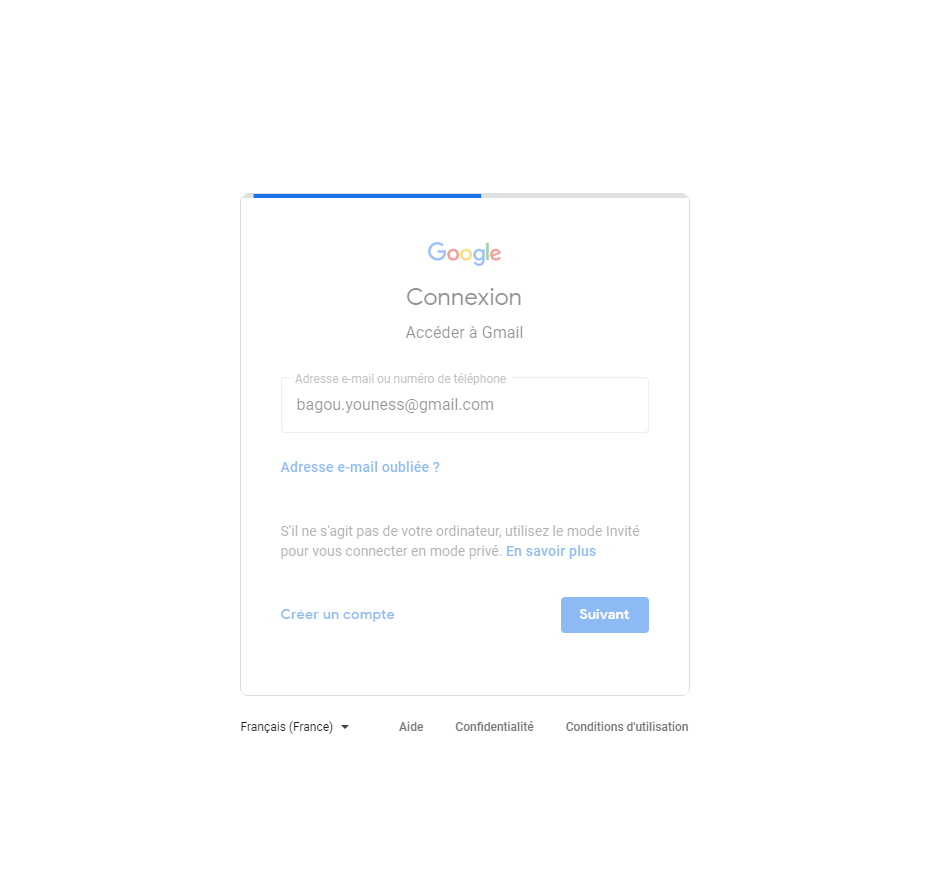 Google
Connexion
Accéder à Gmail
Adresse e-mail ou numéro de téléphone
bagou.youness@gmail.com
Adresse e-mail oubliée ?
S'il ne s'agit pas de votre ordinateur, utilisez le mode Invité
pour vous connecter en mode privé. En savoir plus
Créer un compte
Suivant
Français (France)
Aide
Confidentialité
Conditions d'utilisation